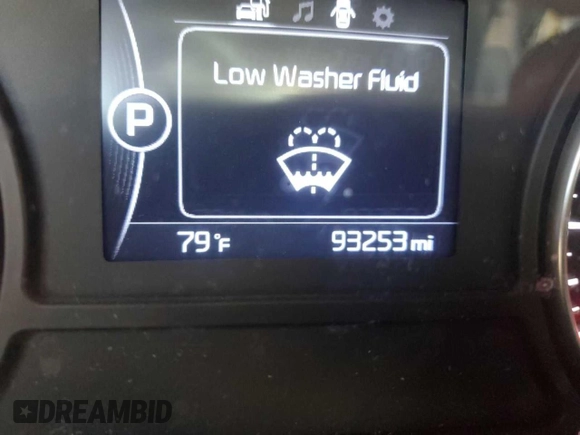 Low Washer Fluid
P
79°F 93253 mi
DREAMBID